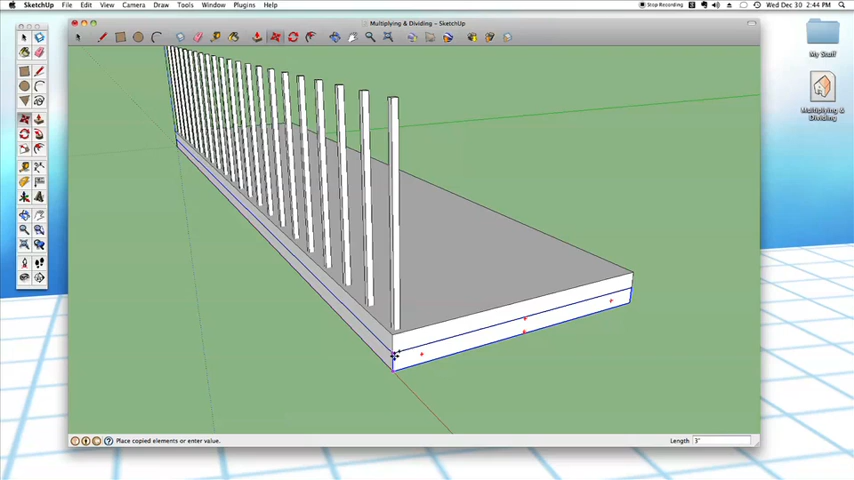 SketchUp File Edit View Camera Draw Tools Window Plugins Help
Stop Recording
Wed Dec 30 2:44 PM
Multiplying & Dividing – SketchUp
My Stuff
Multiplying &
Dividing
Place copied elements or enter value.
Length 3"